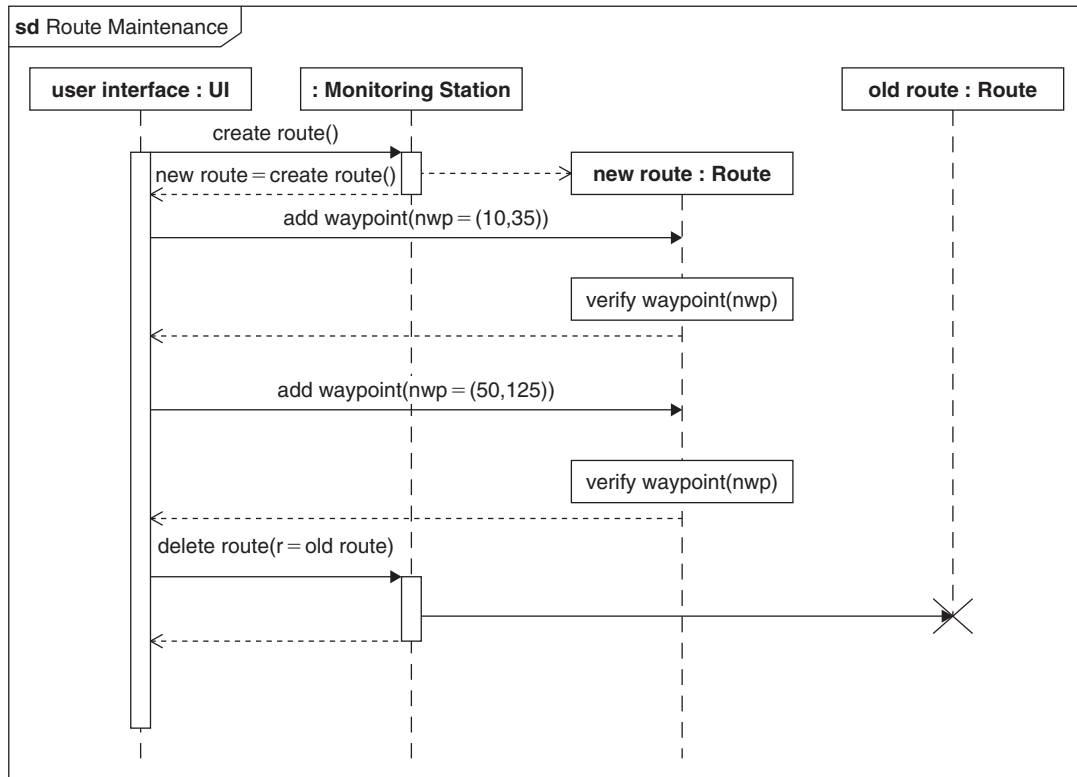 sd Route Maintenance
user interface : UI
: Monitoring Station
old route : Route
create route()
new route = create route()
new route : Route
add waypoint(nwp = (10,35))
verify waypoint(nwp)
add waypoint(nwp = (50,125))
verify waypoint(nwp)
delete route(r = old route)